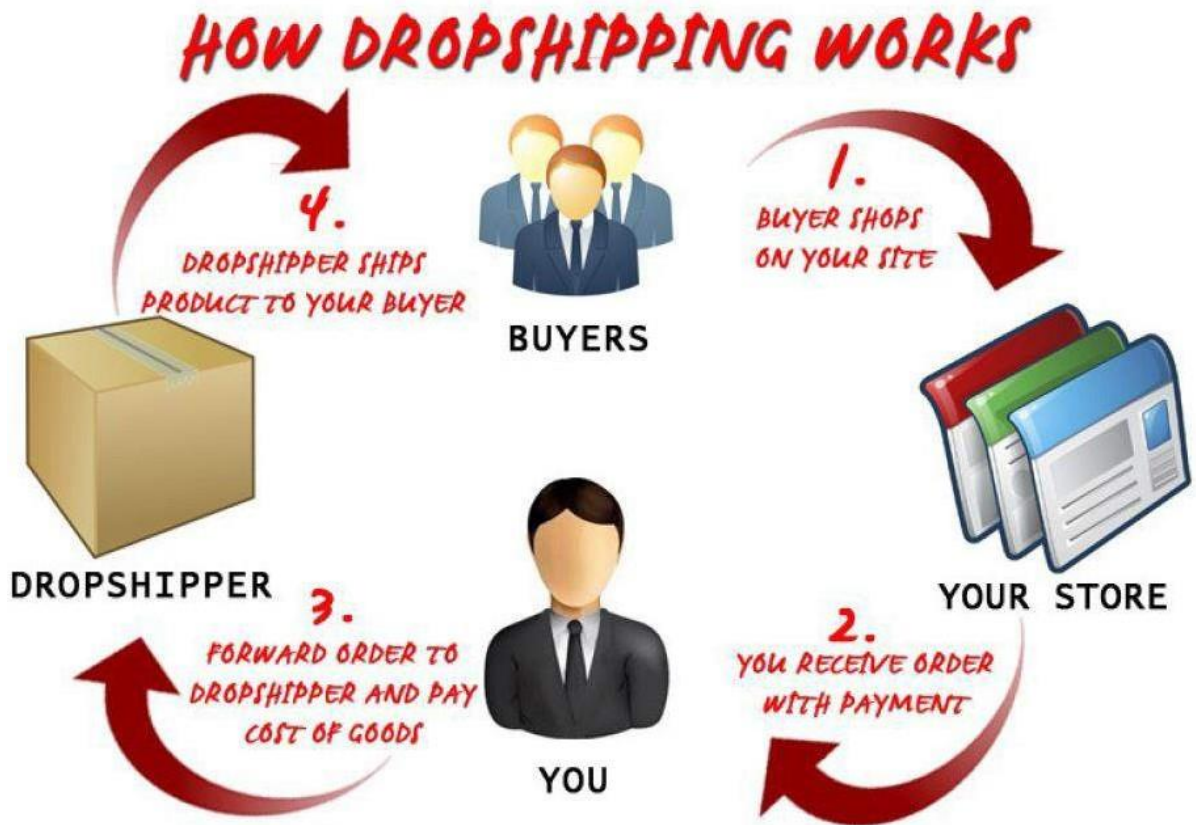 HOW DROPSHIPPING WORKS
1.
BUYER SHOPS
ON YOUR SITE
BUYERS
YOUR STORE
2.
YOU RECEIVE ORDER
WITH PAYMENT
YOU
3.
FORWARD ORDER TO
DROPSHIPPER AND PAY
COST OF GOODS
DROPSHIPPER
4.
DROPSHIPPER SHIPS
PRODUCT TO YOUR BUYER